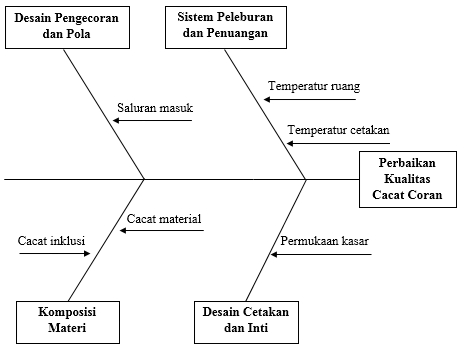 Desain Pengecoran
dan Pola
Sistem Peleburan
dan Penuangan
Temperatur ruang
Saluran masuk
Temperatur cetakan
Perbaikan
Kualitas
Cacat Coran
Cacat material
Cacat inklusi
Permukaan kasar
Komposisi
Materi
Desain Cetakan
dan Inti